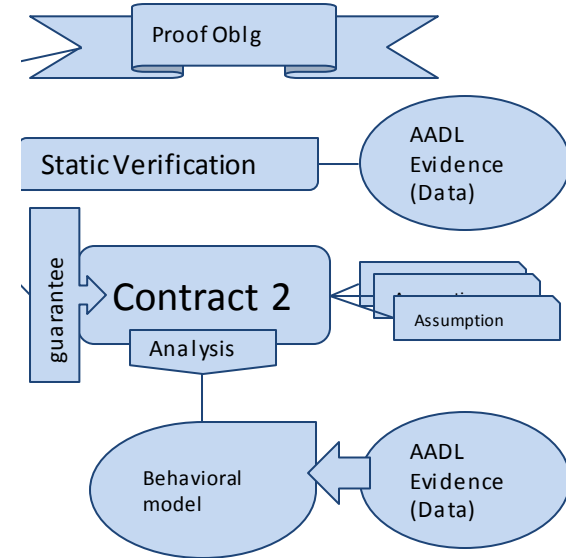 Proof Oblg
Static Verification
AADL
Evidence
(Data)
guarantee
Contract 2
Assumption
Analysis
Behavioral
model
AADL
Evidence
(Data)